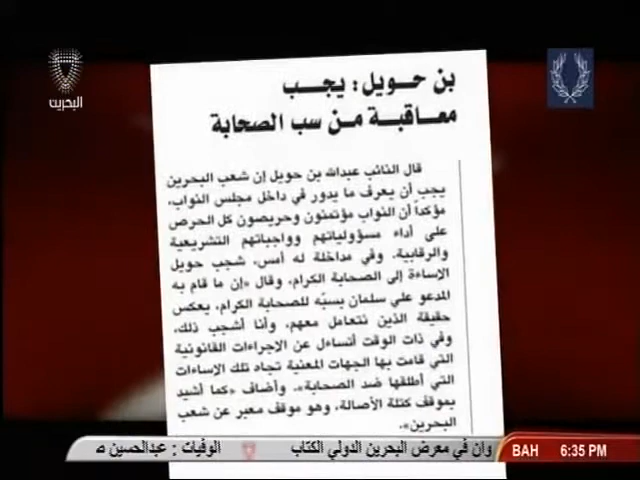 البحرين
بن حويل: يجب
معاقبة من سب الصحابة
قال النائب عبدالله بن حويل إن شعب البحرين
يجب أن يعرف ما يدور في داخل مجلس النواب،
مؤكداً أن النواب مؤتمنون وحريصون كل الحرص
على أداء مسؤولياتهم وواجباتهم التشريعية
والرقابية. وفي مداخلة له أمس، شجب حويل
الإساءة إلى الصحابة الكرام، وقال «إن ما قام به
المدعو علي سلمان بسبّه للصحابة الكرام، يعكس
حقيقة الذين نتعامل معهم، وأنا أشجب ذلك،
وفي ذات الوقت أتساءل عن الإجراءات القانونية
التي قامت بها الجهات المعنية تجاه تلك الإساءات
التي أطلقها ضد الصحابة». وأضاف «كما أشيد
بموقف كتلة الأصالة، وهو موقف معبر عن شعب
البحرين».
وان في معرض البحرين الدولي الكتاب الوفيات : عبدالحسين ص
BAH 6:35 PM